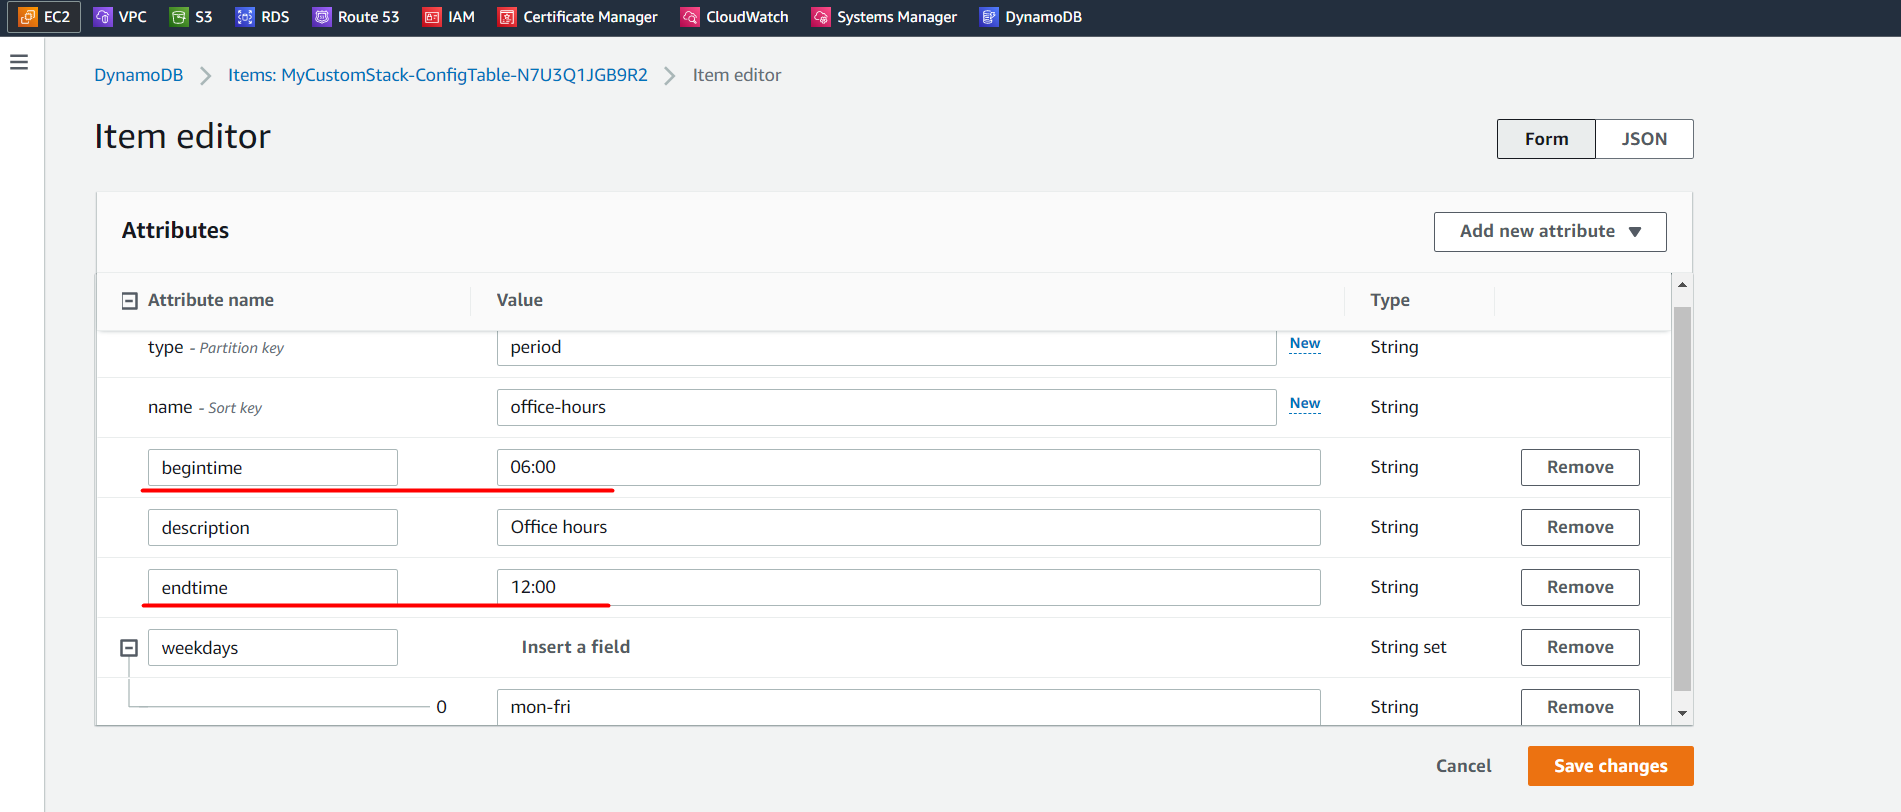 EC2 VPC S3 RDS Route 53 IAM Certificate Manager CloudWatch Systems Manager DynamoDB
DynamoDB Items: MyCustomStack-ConfigTable-N7U3Q1JGB9R2 Item editor
Item editor
Form JSON
Attributes
Add new attribute
Attribute name Value Type
type - Partition key period New String
name - Sort key office-hours New String
begintime 06:00 String Remove
description Office hours String Remove
endtime 12:00 String Remove
weekdays Insert a field String set Remove
0 mon-fri String Remove
Cancel Save changes